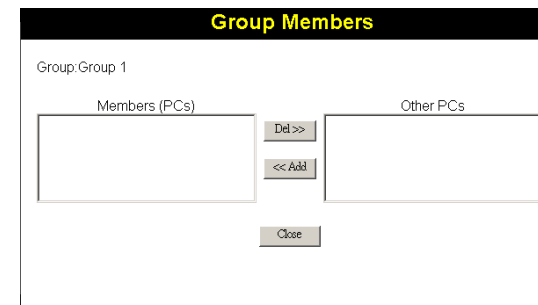 Group Members
Group:Group 1
Members (PCs)
Other PCs
Del >>
<< Add
Close